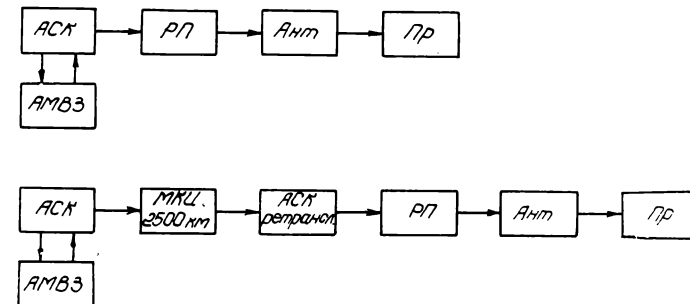 АСК
РП
Ант
Пр
АМВЗ
АСК
МКЦ.
2500 км
АСК
ретрансл.
РП
Ант
Пр
АМВЗ